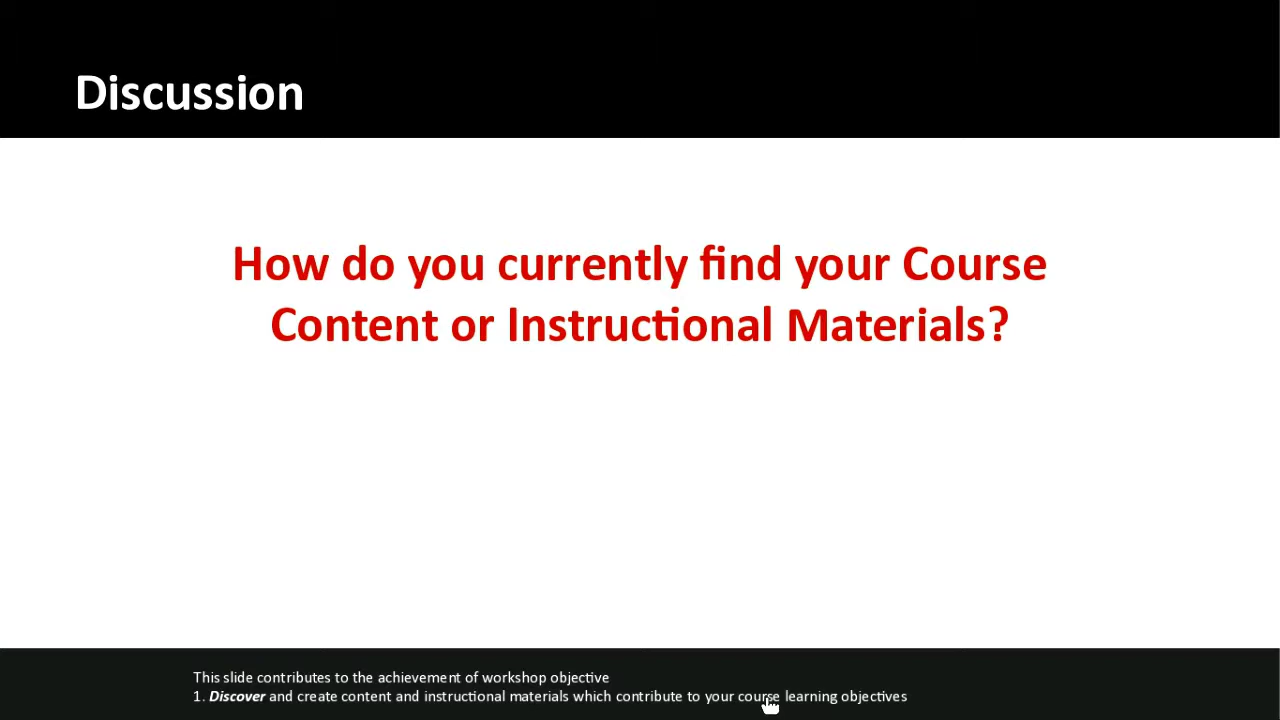 Discussion
How do you currently find your Course
Content or Instructional Materials?
This slide contributes to the achievement of workshop objective
1. Discover and create content and instructional materials which contribute to your course learning objectives